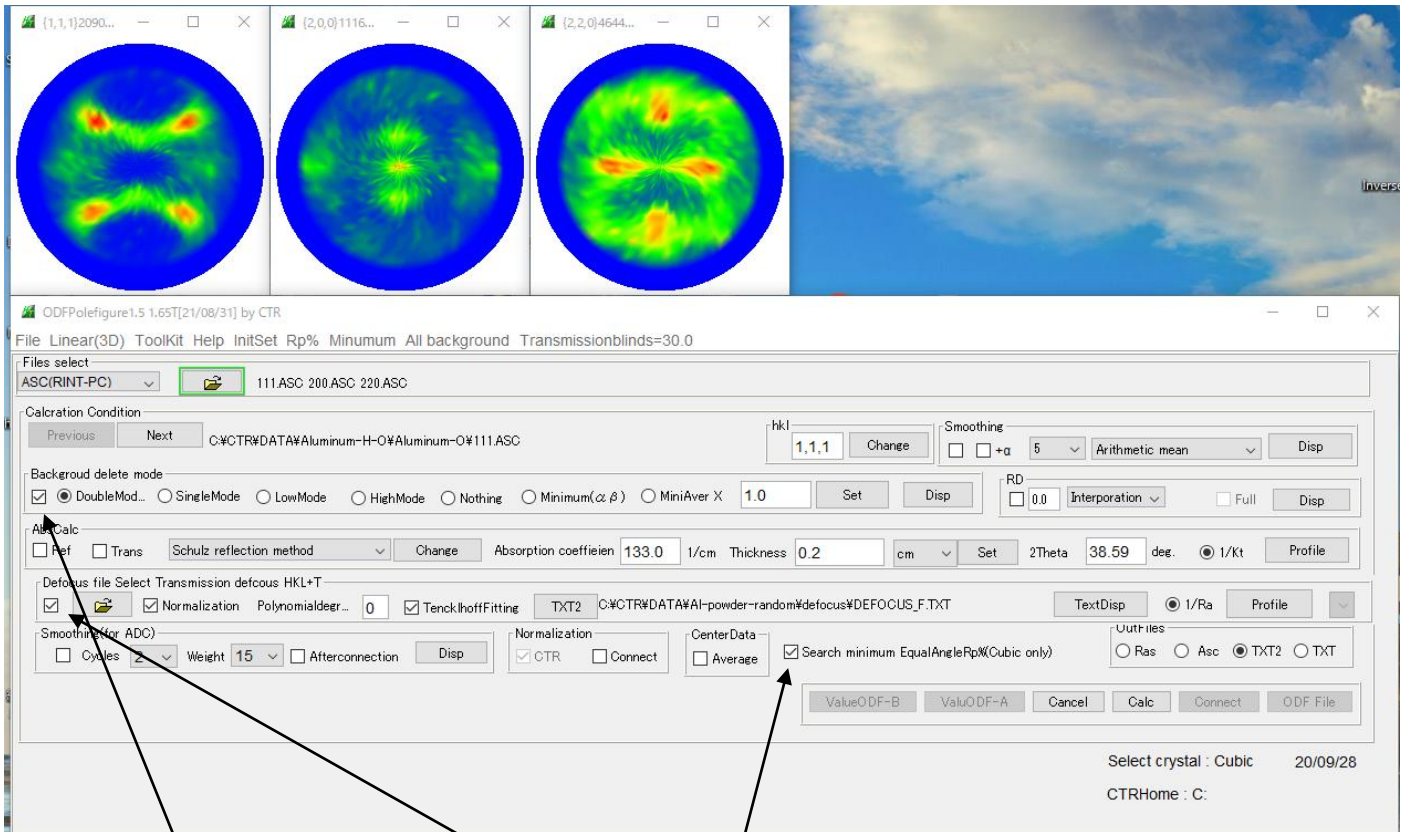 {1,1,1}2090...
{2,0,0}1116...
{2,2,0}4644...
Inverse
ODFPolefigure1.5 1.65T[21/08/31] by CTR
File Linear(3D) ToolKit Help InitSet Rp% Minumum All background Transmissionblinds=30.0
Files select
ASC(RINT-PC) 111.ASC 200.ASC 220.ASC
Calcration Condition
Previous Next C:¥CTR¥DATA¥Aluminum-H-O¥Aluminum-O¥111.ASC
hkl
1,1,1 Change
Smoothing
+α 5 Arithmetic mean Disp
Backgroud delete mode
DoubleMod... SingleMode LowMode HighMode Nothing Minimum(α β) MiniAver X 1.0 Set Disp
RD
0.0 Interporation Full Disp
AbsCalc
Ref Trans Schulz reflection method Change Absorption coeffieien 133.0 1/cm Thickness 0.2 cm Set 2Theta 38.59 deg. 1/Kt Profile
Defocus file Select Transmission defcous HKL+T
Normalization Polynomialdegr... 0 TencklhoffFitting TXT2 C:¥CTR¥DATA¥Al-powder-random¥defocus¥DEFOCUS_F.TXT TextDisp 1/Ra Profile
Smoothing(for ADC)
Cycles 2 Weight 15 Afterconnection Disp
Normalization
CTR Connect
CenterData
Average
Search minimum EqualAngleRp%(Cubic only)
OutFiles
Ras Asc TXT2 TXT
ValueODF-B ValuODF-A Cancel Calc Connect ODF File
Select crystal : Cubic 20/09/28
CTRHome : C: